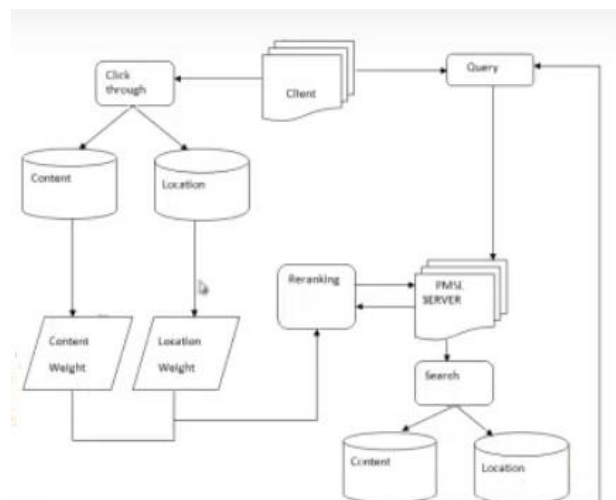 Click
through
Client
Query
Content
Location
Reranking
PMSE
SERVER
Content
Weight
Location
Weight
Search
Content
Location